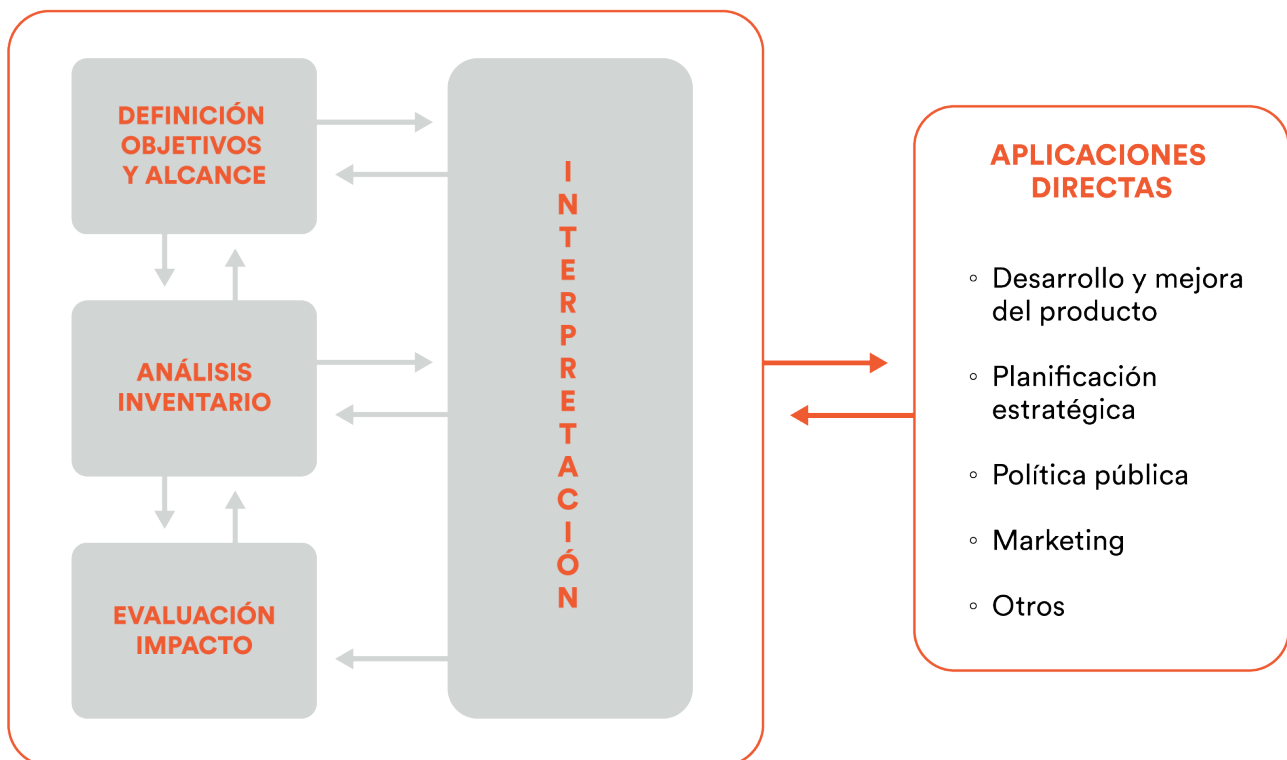 DEFINICIÓN
OBJETIVOS
Y ALCANCE
ANÁLISIS
INVENTARIO
EVALUACIÓN
IMPACTO
INTERPRETACIÓN
APLICACIONES
DIRECTAS
◦ Desarrollo y mejora
del producto
◦ Planificación
estratégica
◦ Política pública
◦ Marketing
◦ Otros